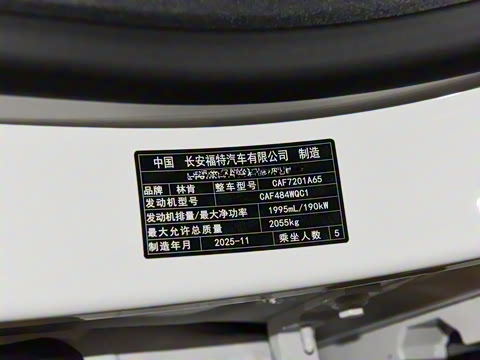 中国 长安福特汽车有限公司 制造
品牌 林肯 整车型号 CAF7201A65
发动机型号 CAF484WQC1
发动机排量/最大净功率 1995mL/190kW
最大允许总质量 2055kg
制造年月 2025-11 乘坐人数 5